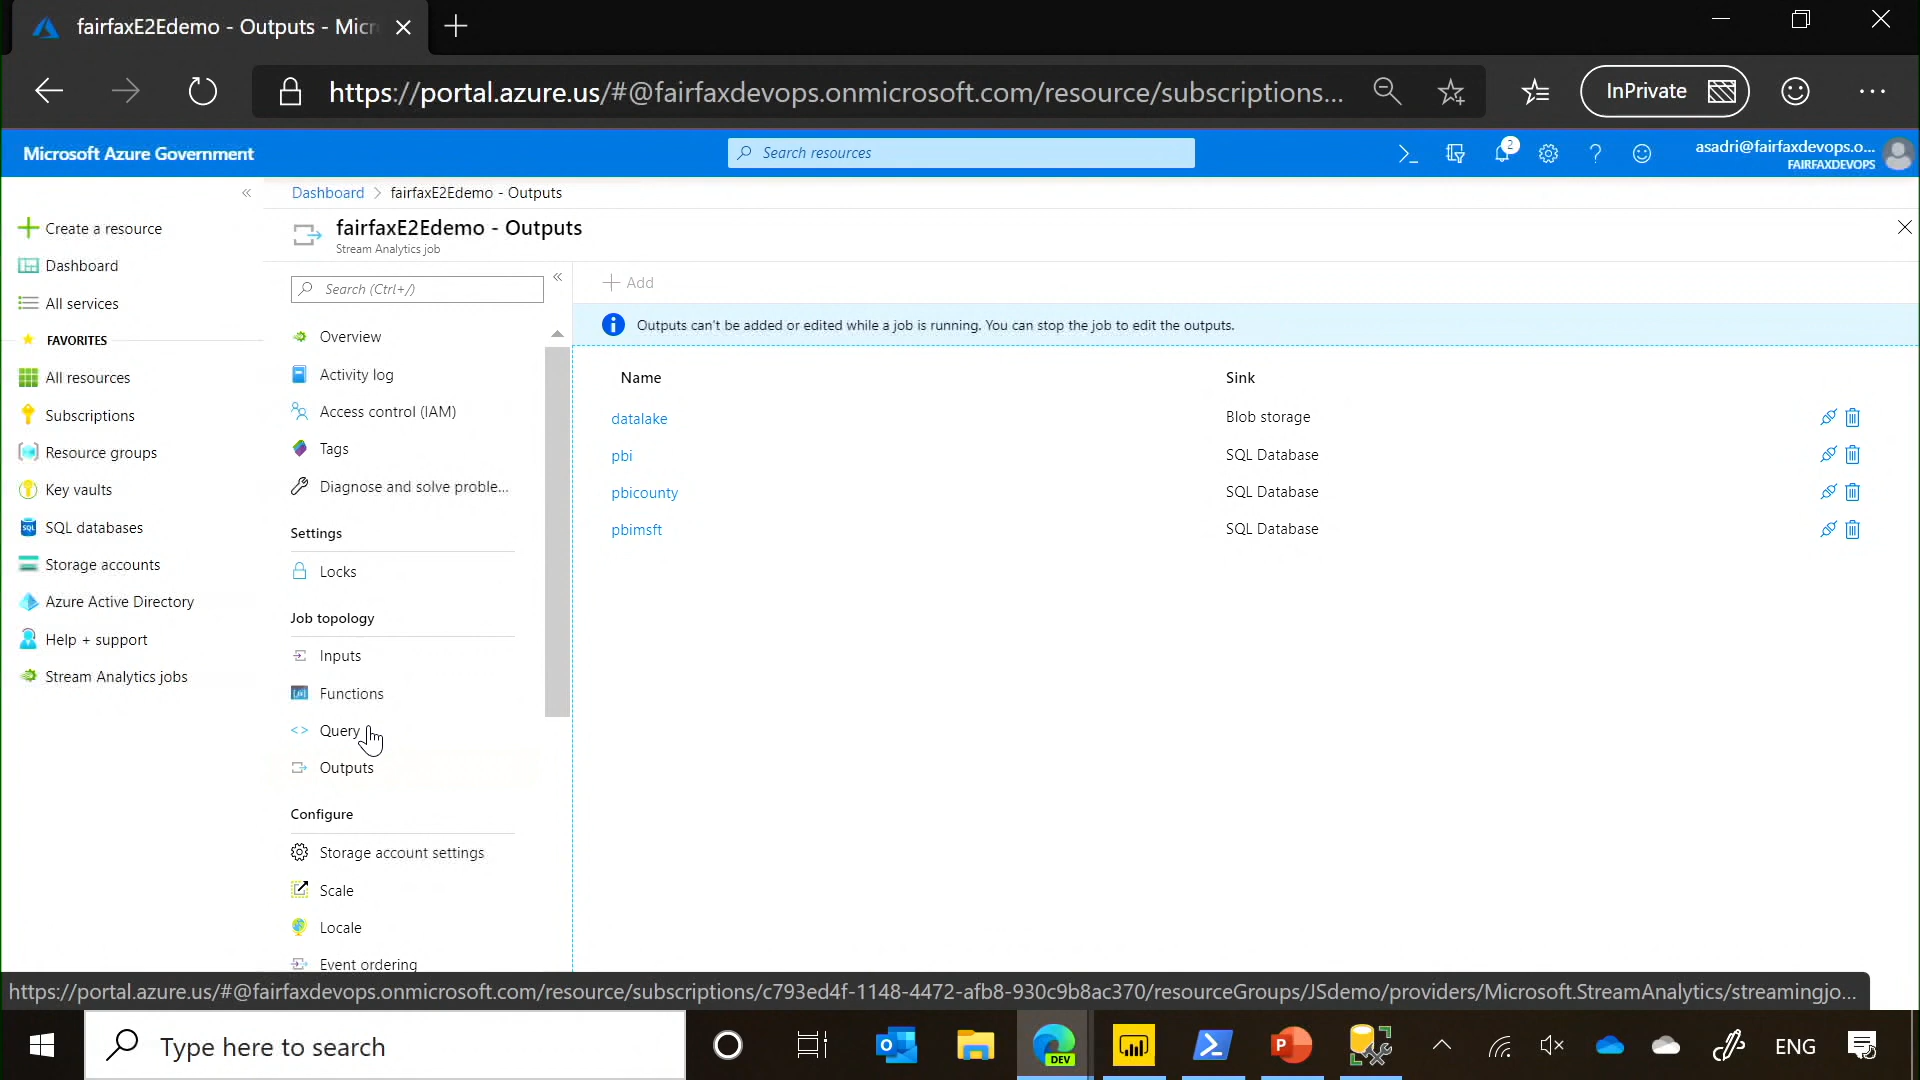 fairfaxE2Edemo - Outputs - Micr
https://portal.azure.us/#@fairfaxdevops.onmicrosoft.com/resource/subscriptions...
InPrivate
Microsoft Azure Government
Search resources
2
asadri@fairfaxdevops.o...
FAIRFAXDEVOPS
Create a resource
Dashboard
All services
FAVORITES
All resources
Subscriptions
Resource groups
Key vaults
SQL databases
Storage accounts
Azure Active Directory
Help + support
Stream Analytics jobs
Dashboard > fairfaxE2Edemo - Outputs
fairfaxE2Edemo - Outputs
Stream Analytics job
Search (Ctrl+/)
Overview
Activity log
Access control (IAM)
Tags
Diagnose and solve proble...
Settings
Locks
Job topology
Inputs
Functions
Query
Outputs
Configure
Storage account settings
Scale
Locale
Event ordering
Add
Outputs can't be added or edited while a job is running. You can stop the job to edit the outputs.
Name Sink
datalake Blob storage
pbi SQL Database
pbicounty SQL Database
pbimsft SQL Database
https://portal.azure.us/#@fairfaxdevops.onmicrosoft.com/resource/subscriptions/c793ed4f-1148-4472-afb8-930c9b8ac370/resourceGroups/JSdemo/providers/Microsoft.StreamAnalytics/streamingjo...
Type here to search
DEV
ENG